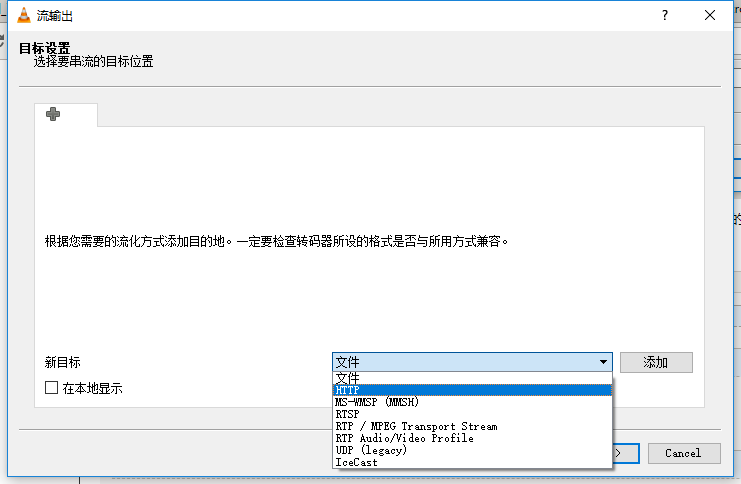 流输出
?
目标设置
选择要串流的目标位置
根据您需要的流化方式添加目的地。一定要检查转码器所设的格式是否与所用方式兼容。
新目标
文件
添加
在本地显示
文件
HTTP
MS-WMSP (MMSH)
RTSP
RTP / MPEG Transport Stream
RTP Audio/Video Profile
UDP (legacy)
IceCast
>
Cancel